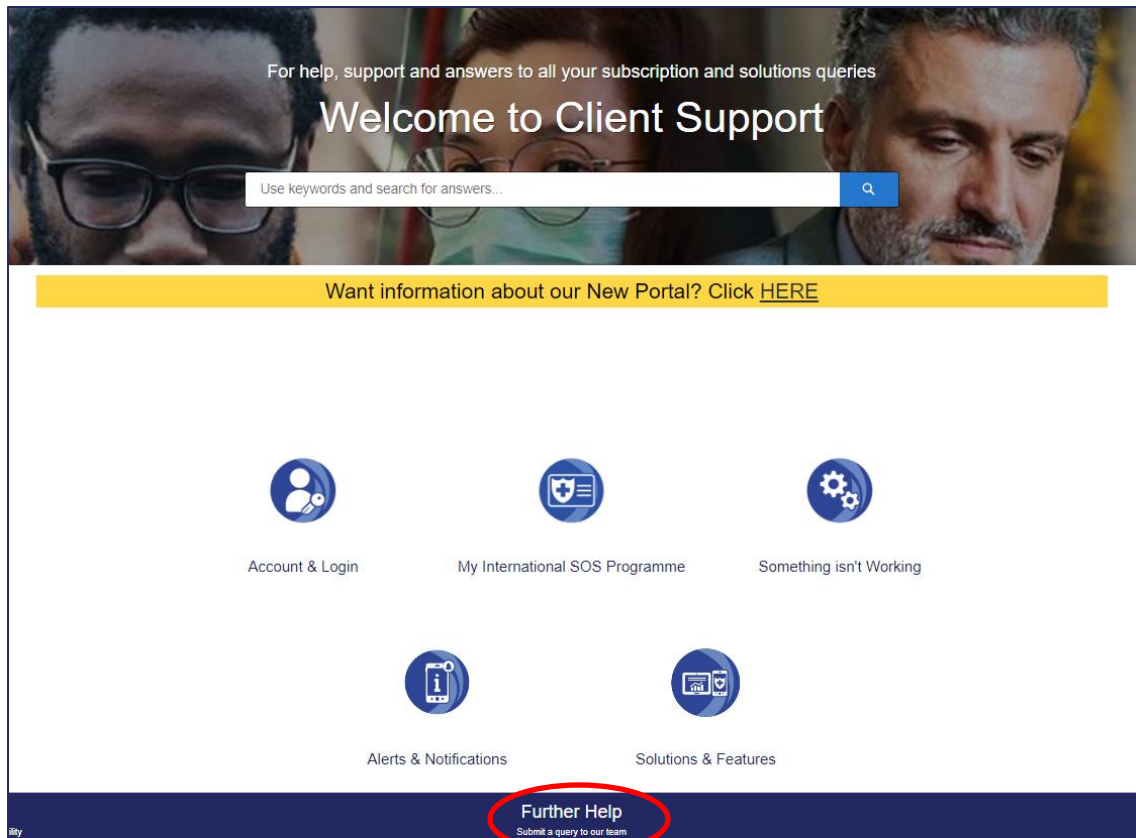 For help, support and answers to all your subscription and solutions queries
Welcome to Client Support
Use keywords and search for answers...
Want information about our New Portal? Click HERE
Account & Login
My International SOS Programme
Something isn't Working
i
Alerts & Notifications
Solutions & Features
Further Help
ility
Submit a query to our team